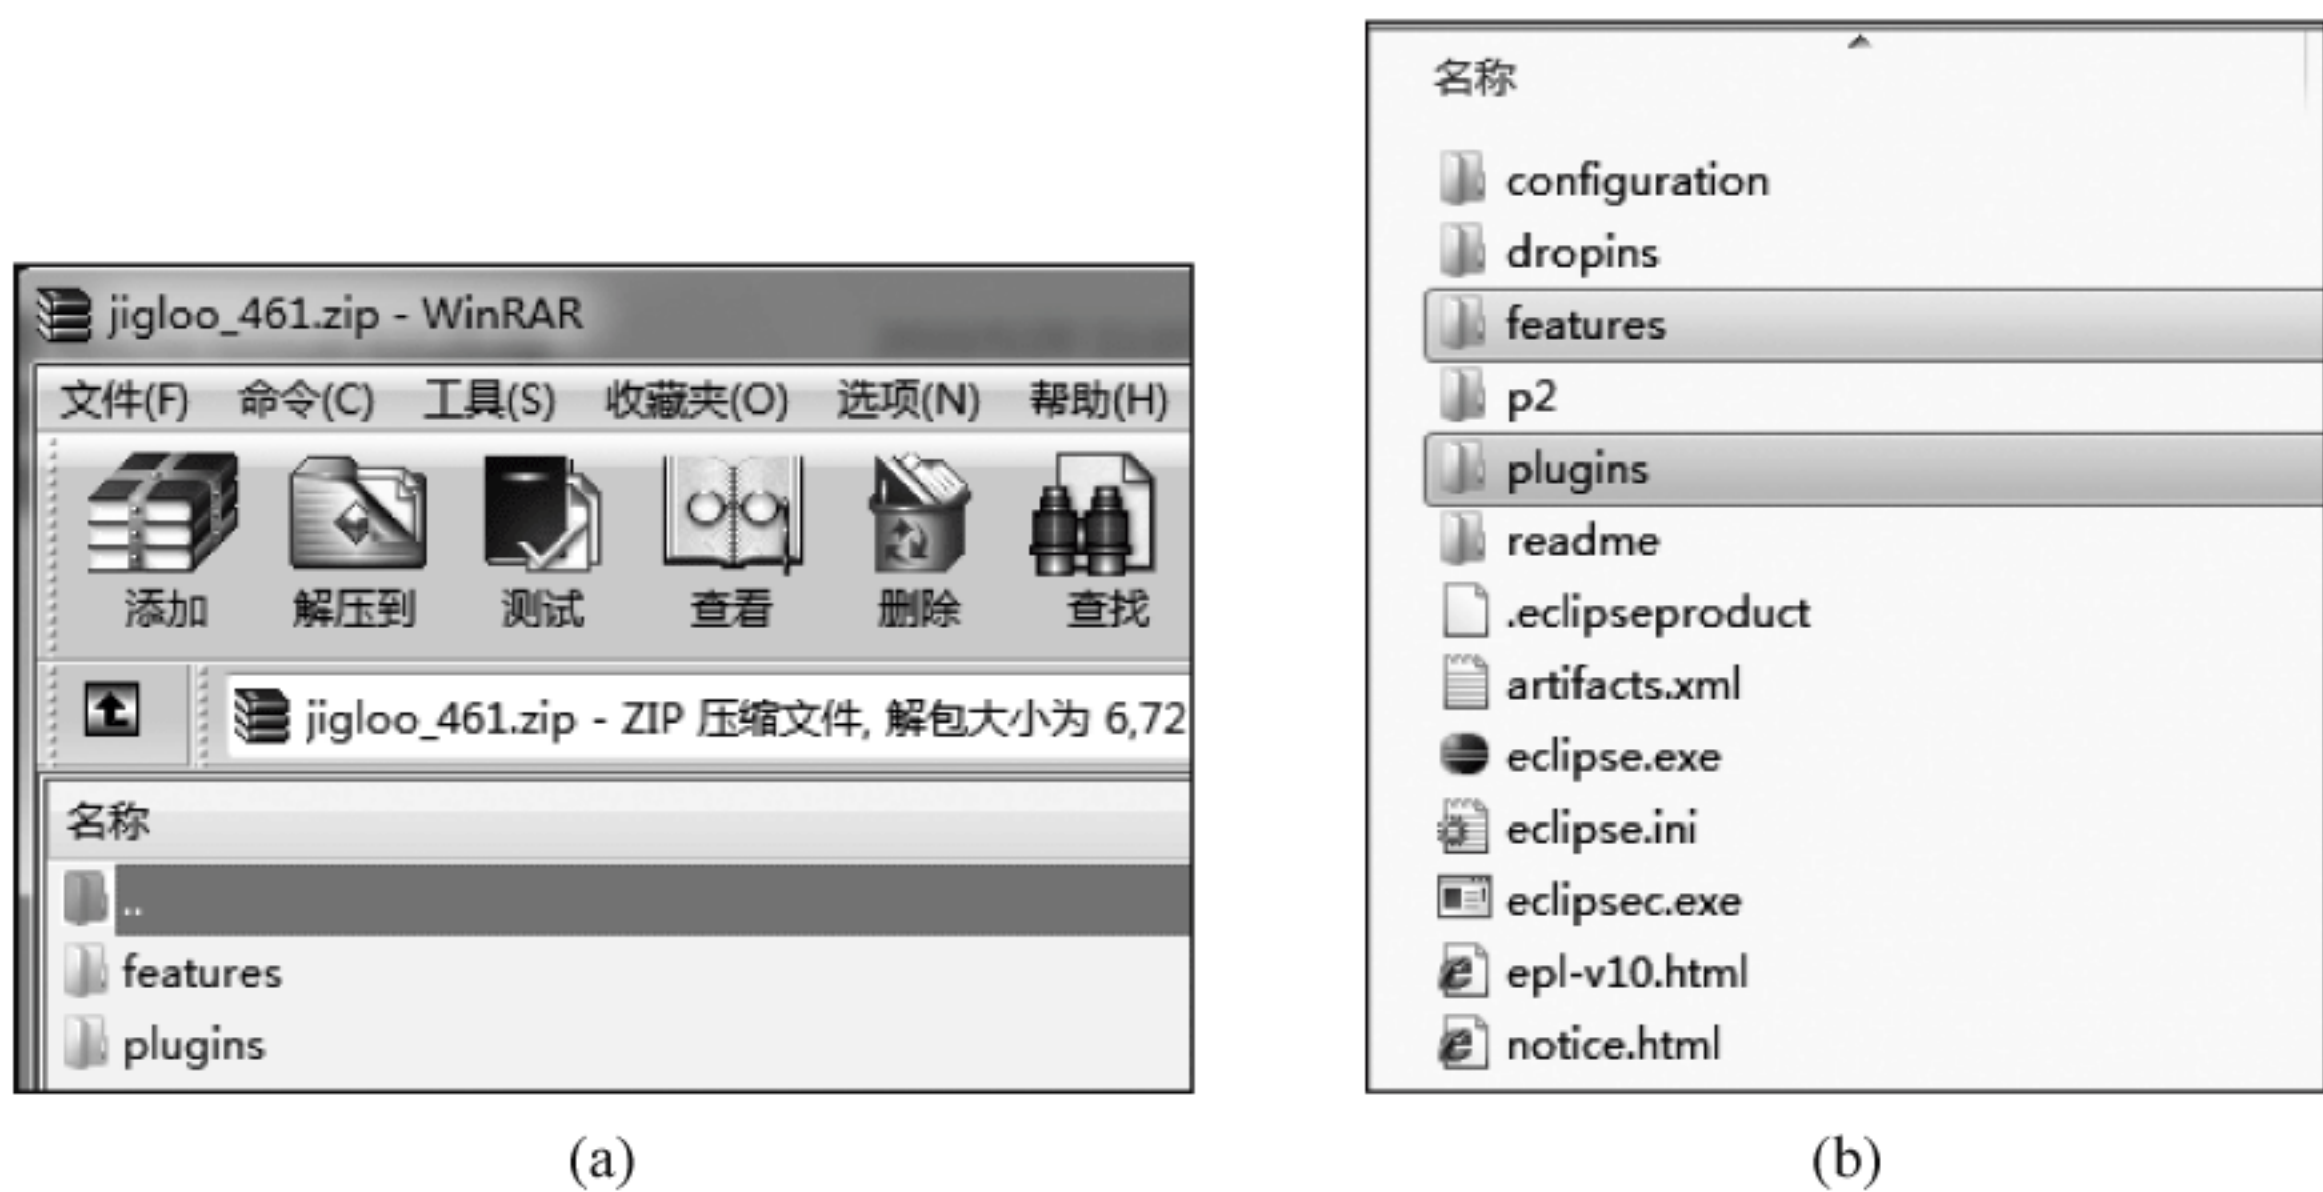 jigloo_461.zip - WinRAR
文件(F) 命令(C) 工具(S) 收藏夹(O) 选项(N) 帮助(H)
添加 解压到 测试 查看 删除 查找
jigloo_461.zip - ZIP 压缩文件, 解包大小为 6,72
名称
..
features
plugins
(a)
名称
configuration
dropins
features
p2
plugins
readme
.eclipseproduct
artifacts.xml
eclipse.exe
eclipse.ini
eclipsec.exe
epl-v10.html
notice.html
(b)